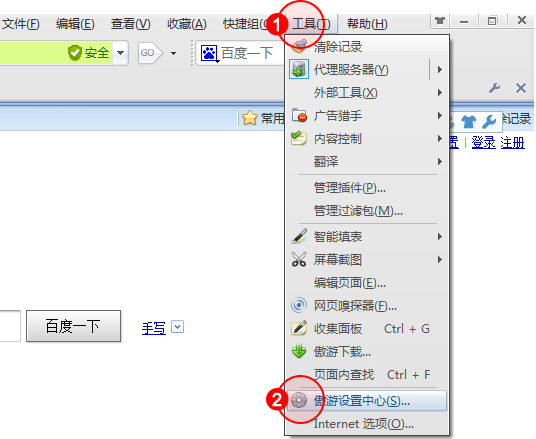 文件(F) 编辑(E) 查看(V) 收藏(A) 快捷组( 1 工具(T) 帮助(H)
安全 GO 百度一下
清除记录
代理服务器(Y)
外部工具(X)
常用
广告猎手
除记录
内容控制
置 | 登录 注册
翻译
管理插件(P)...
管理过滤包(M)...
智能填表
屏幕截图
编辑页面(E)...
网页嗅探器(F)...
百度一下 手写
收集面板 Ctrl + G
傲游下载...
页面内查找 Ctrl + F
2 傲游设置中心(S)...
Internet 选项(O)...